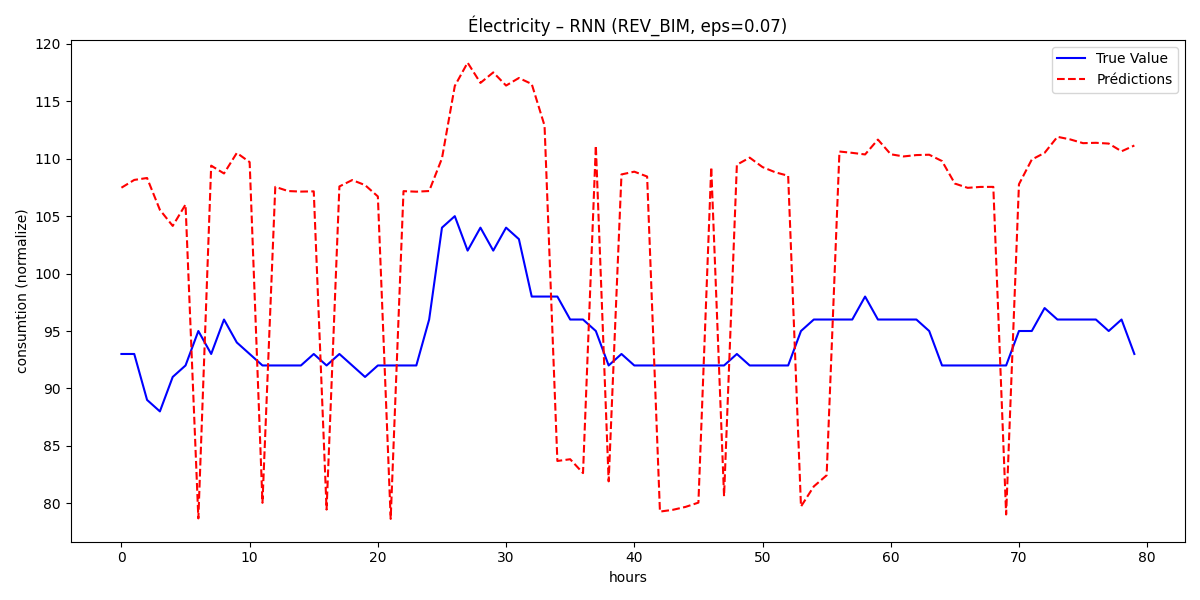 Électricity – RNN (REV_BIM, eps=0.07)
True Value
Prédictions
consumtion (normalize)
120
115
110
105
100
95
90
85
80
0 10 20 30 40 50 60 70 80
hours